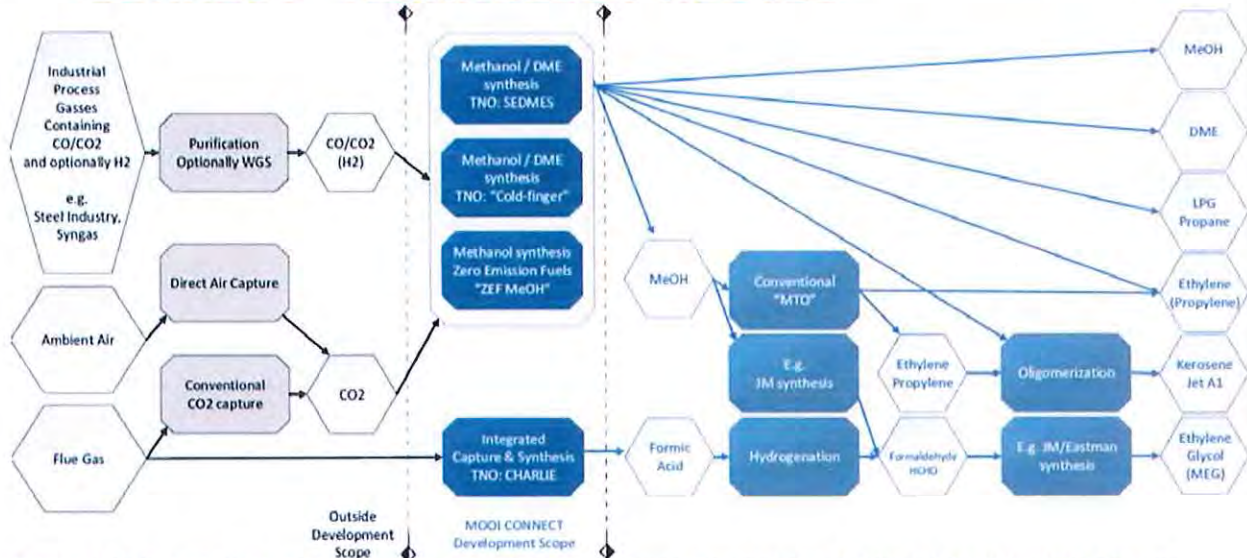 Industrial
Process
Gasses
Containing
CO/CO2
and optionally H2
e.g.
Steel Industry,
Syngas
Purification
Optionally WGS
CO/CO2
(H2)
Ambient Air
Direct Air Capture
Flue Gas
Conventional
CO2 capture
CO2
Outside
Development
Scope
Methanol / DME
synthesis
TNO: SEDMES
Methanol / DME
synthesis
TNO: "Cold-finger"
Methanol synthesis
Zero Emission Fuels
"ZEF MeOH"
Integrated
Capture & Synthesis
TNO: CHARLIE
MOOI CONNECT
Development Scope
MeOH
Conventional
"MTO"
E.g.
JM synthesis
Formic
Acid
Hydrogenation
Ethylene
Propylene
Formaldehyde
HCHO
Oligomerization
E.g. JM/Eastman
synthesis
MeOH
DME
LPG
Propane
Ethylene
(Propylene)
Kerosene
Jet A1
Ethylene
Glycol
(MEG)